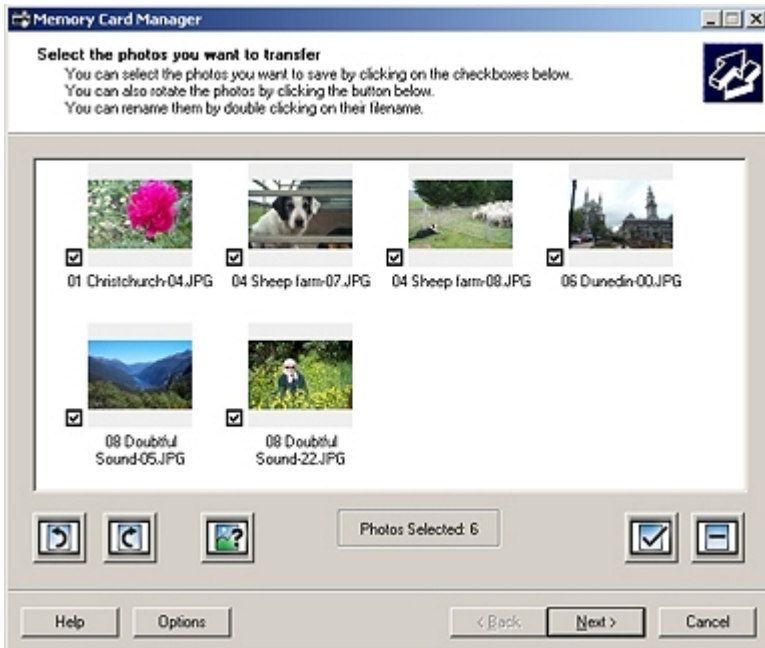 Memory Card Manager
Select the photos you want to transfer
You can select the photos you want to save by clicking on the checkboxes below.
You can also rotate the photos by clicking the button below.
You can rename them by double clicking on their filename.
01 Christchurch-04.JPG
04 Sheep farm-07.JPG
04 Sheep farm-08.JPG
06 Dunedin-00.JPG
08 Doubtful
Sound-05.JPG
08 Doubtful
Sound-22.JPG
Photos Selected: 6
Help
Options
< Back
Next >
Cancel